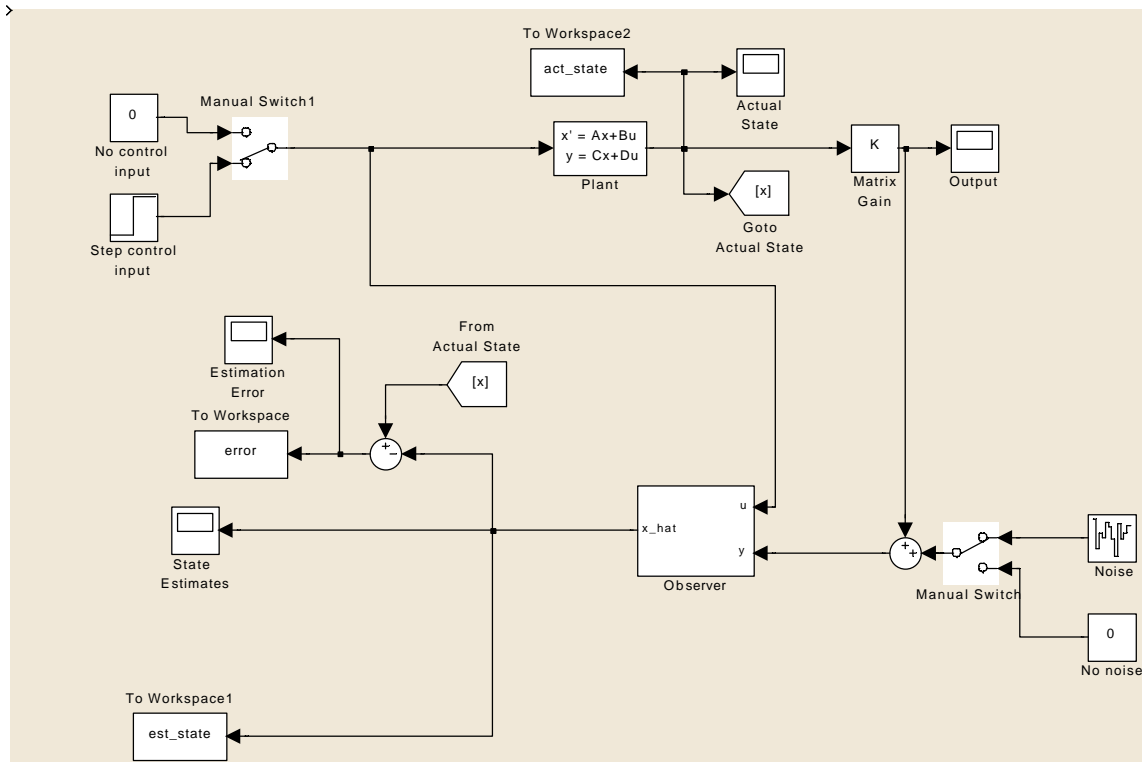 To Workspace2
act_state
Actual
State
Manual Switch1
0
No control
input
x' = Ax+Bu
y = Cx+Du
Plant
K
Matrix
Gain
Output
[x]
Goto
Actual State
Step control
input
From
Actual State
[x]
Estimation
Error
To Workspace
error
+
−
u
x_hat
y
Observer
State
Estimates
+
+
Manual Switch
Noise
0
No noise
To Workspace1
est_state